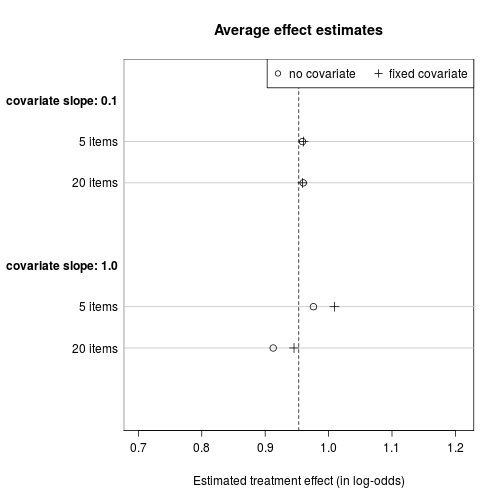 Average effect estimates
no covariate
fixed covariate
covariate slope: 0.1
5 items
20 items
covariate slope: 1.0
5 items
20 items
0.7 0.8 0.9 1.0 1.1 1.2
Estimated treatment effect (in log-odds)